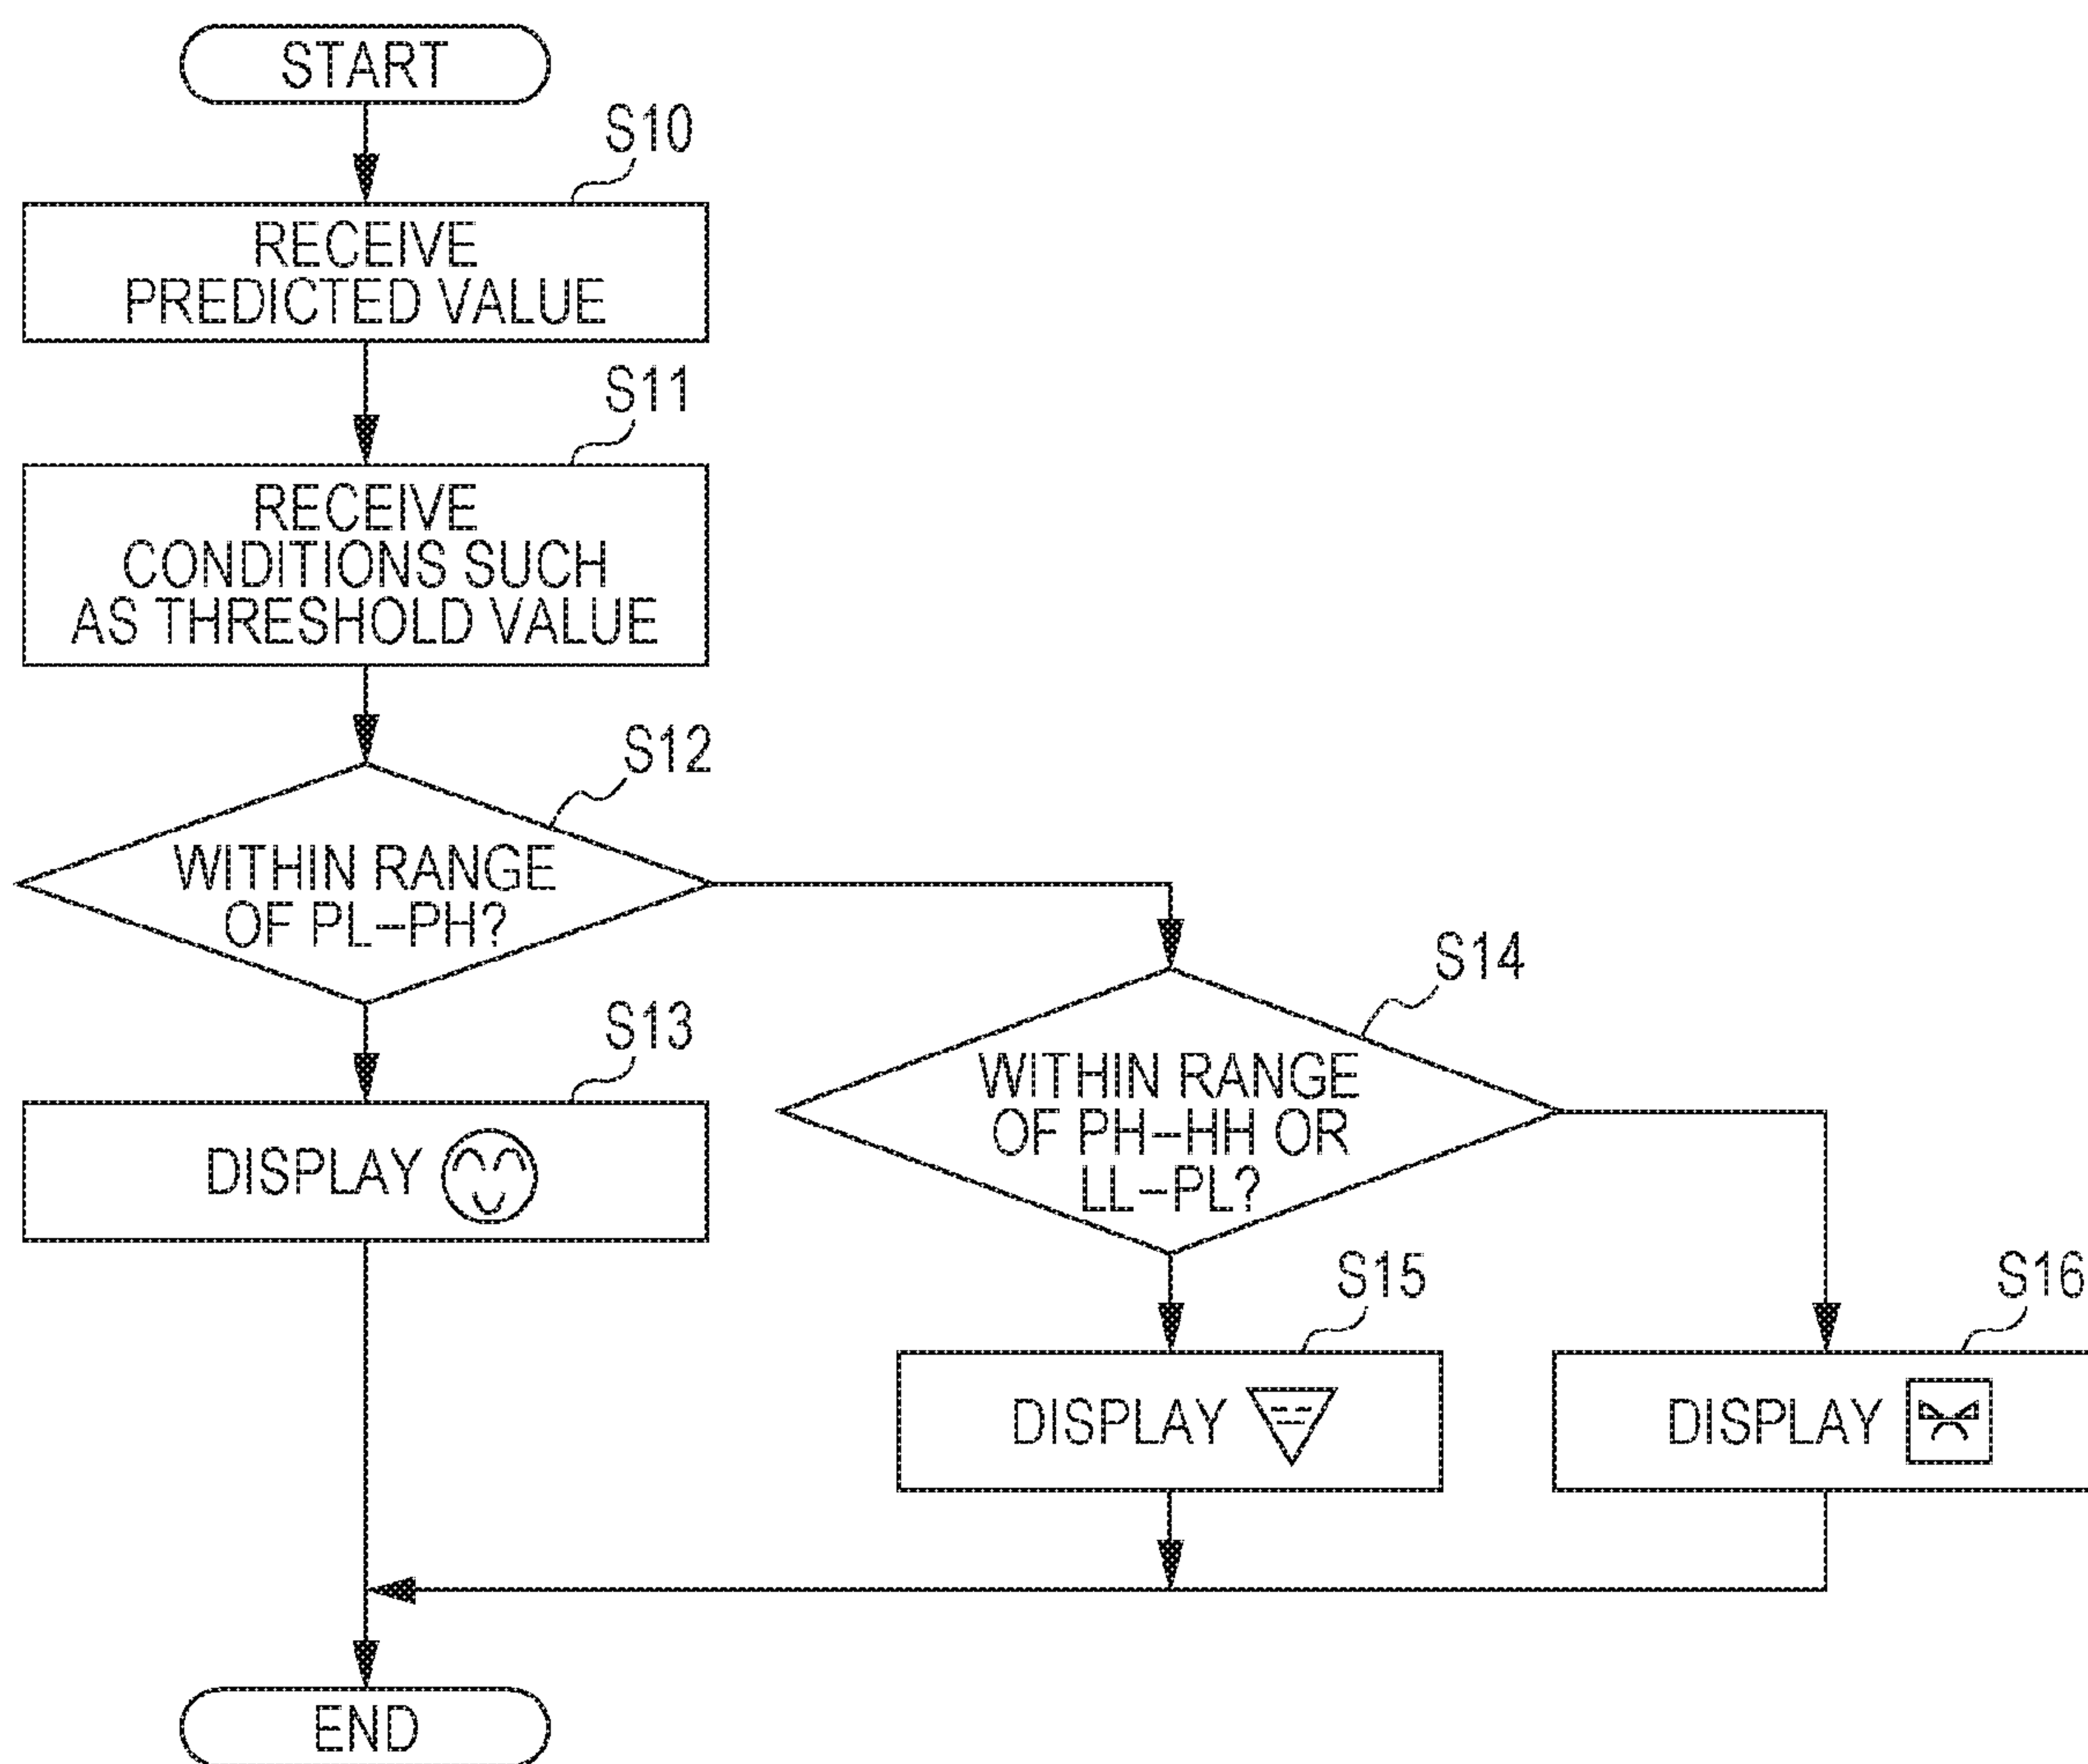 START
S10
RECEIVE
PREDICTED VALUE
S11
RECEIVE
CONDITIONS SUCH
AS THRESHOLD VALUE
S12
WITHIN RANGE
OF PL–PH?
S13
DISPLAY
S14
WITHIN RANGE
OF PH–HH OR
LL–PL?
S15
DISPLAY
S16
DISPLAY
END